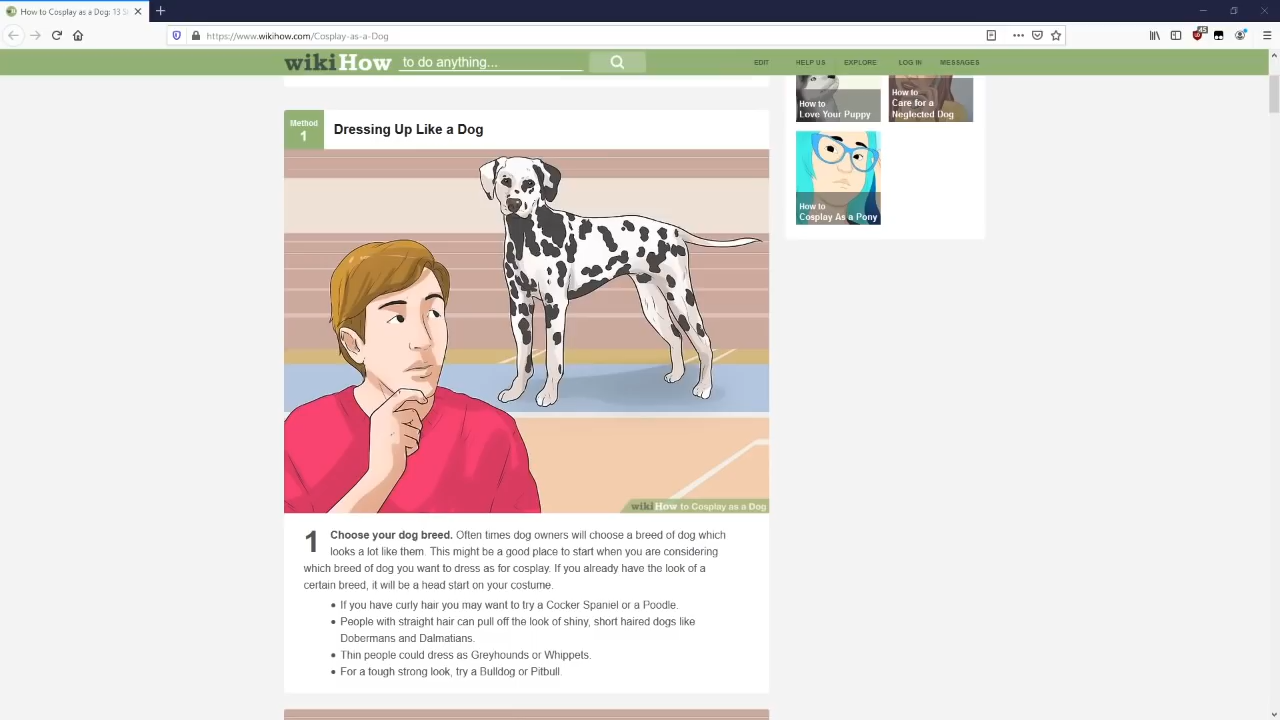 How to Cosplay as a Dog: 13 St
https://www.wikihow.com/Cosplay-as-a-Dog
wikiHow to do anything...
EDIT HELP US EXPLORE LOG IN MESSAGES
How to
Love Your Puppy
How to
Care for a
Neglected Dog
How to
Cosplay As a Pony
Method
1
Dressing Up Like a Dog
wikiHow to Cosplay as a Dog
1 Choose your dog breed. Often times dog owners will choose a breed of dog which
looks a lot like them. This might be a good place to start when you are considering
which breed of dog you want to dress as for cosplay. If you already have the look of a
certain breed, it will be a head start on your costume.
• If you have curly hair you may want to try a Cocker Spaniel or a Poodle.
• People with straight hair can pull off the look of shiny, short haired dogs like
Dobermans and Dalmatians.
• Thin people could dress as Greyhounds or Whippets.
• For a tough strong look, try a Bulldog or Pitbull.